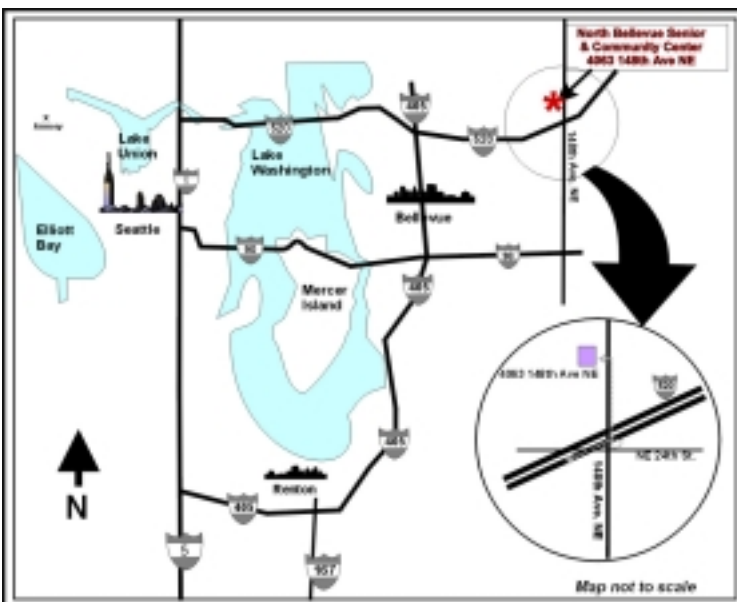 North Bellevue Senior
& Community Center
4063 148th Ave NE
405
520
520
148th Ave, NE
Lake
Union
Lake
Washington
5
Elliott
Bay
Seattle
Bellevue
90
90
405
Mercer
Island
4063 148th Ave NE
520
NE 24th St.
148th Ave, NE
405
Renton
405
N
5
167
Map not to scale